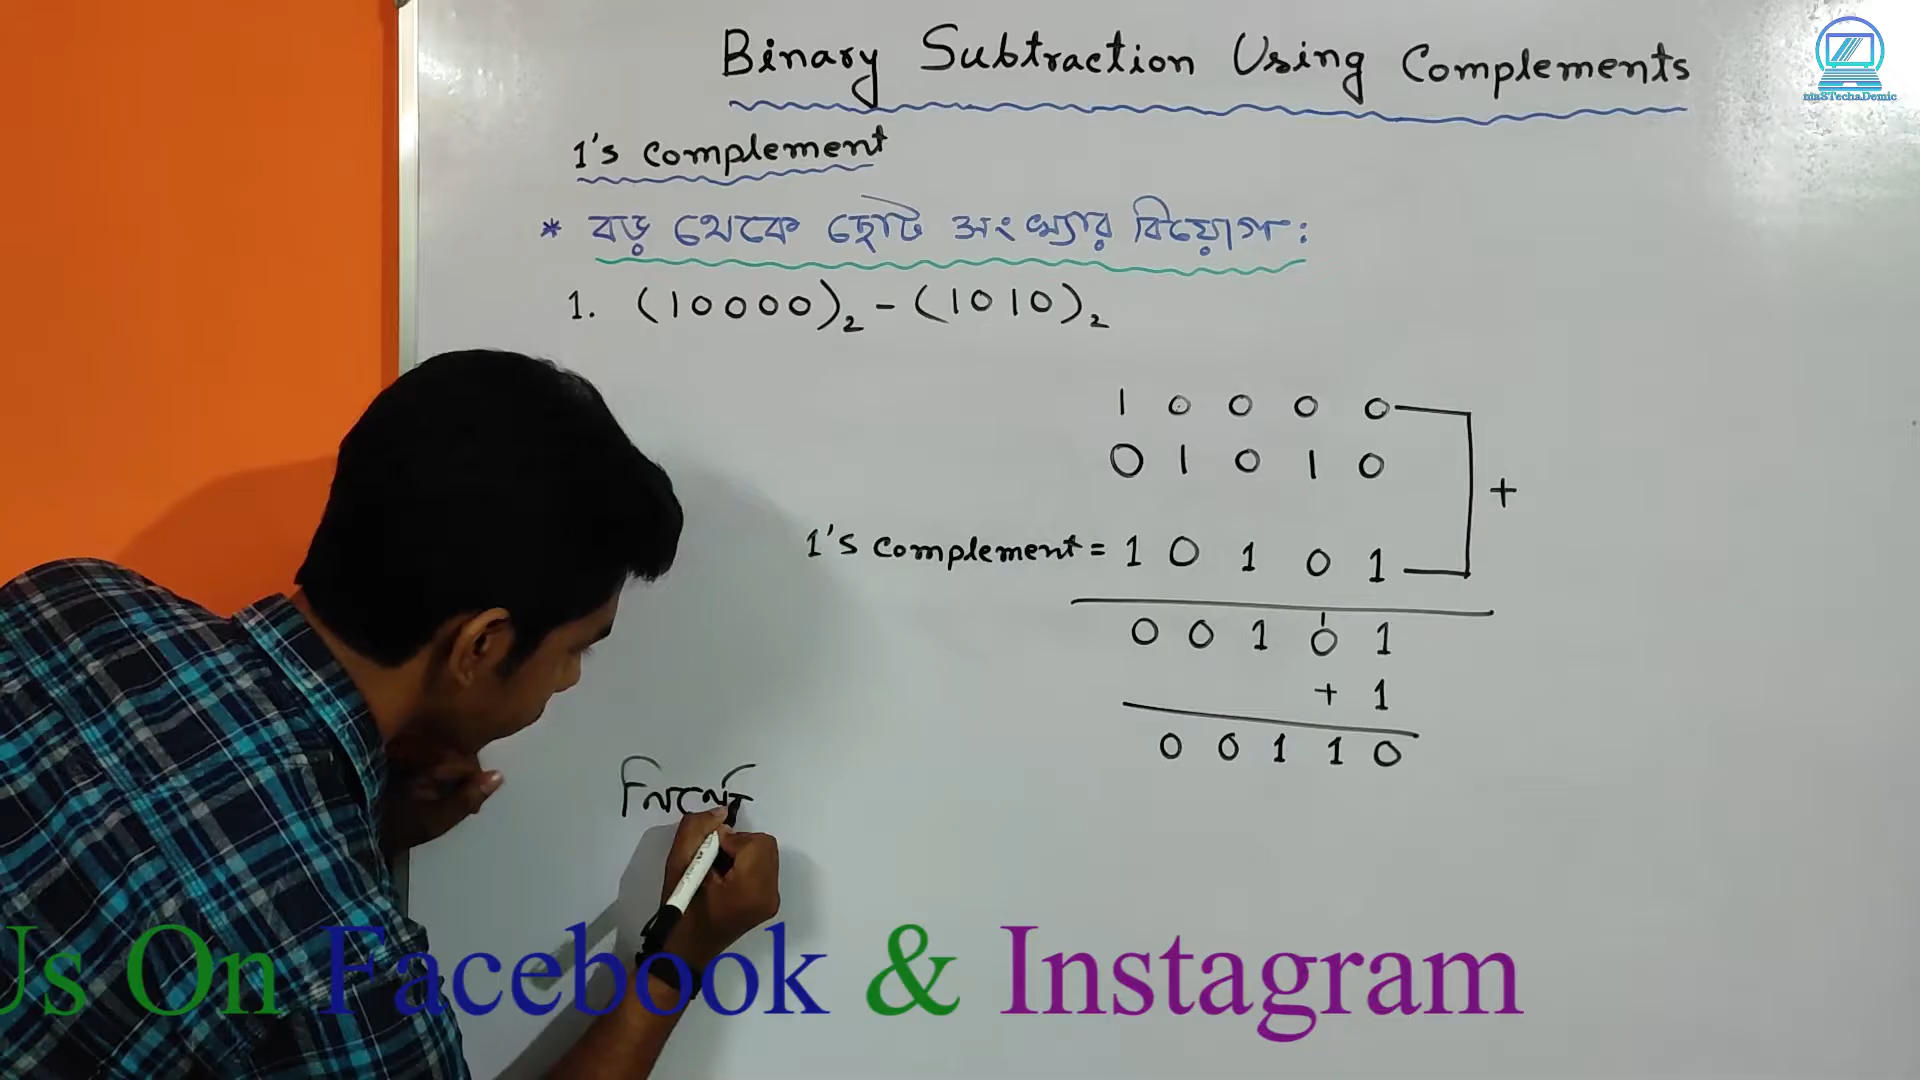 Binary Subtraction Using Complements
maSTechaDemic
1's complement
* বড় থেকে ছোট সংখ্যার বিয়োগ:
1. (10000)₂ - (1010)₂
1 0 0 0 0
0 1 0 1 0
+
1's complement = 1 0 1 0 1
1
0 0 1 0 1
+ 1
0 0 1 1 0
Us On Facebook & Instagram